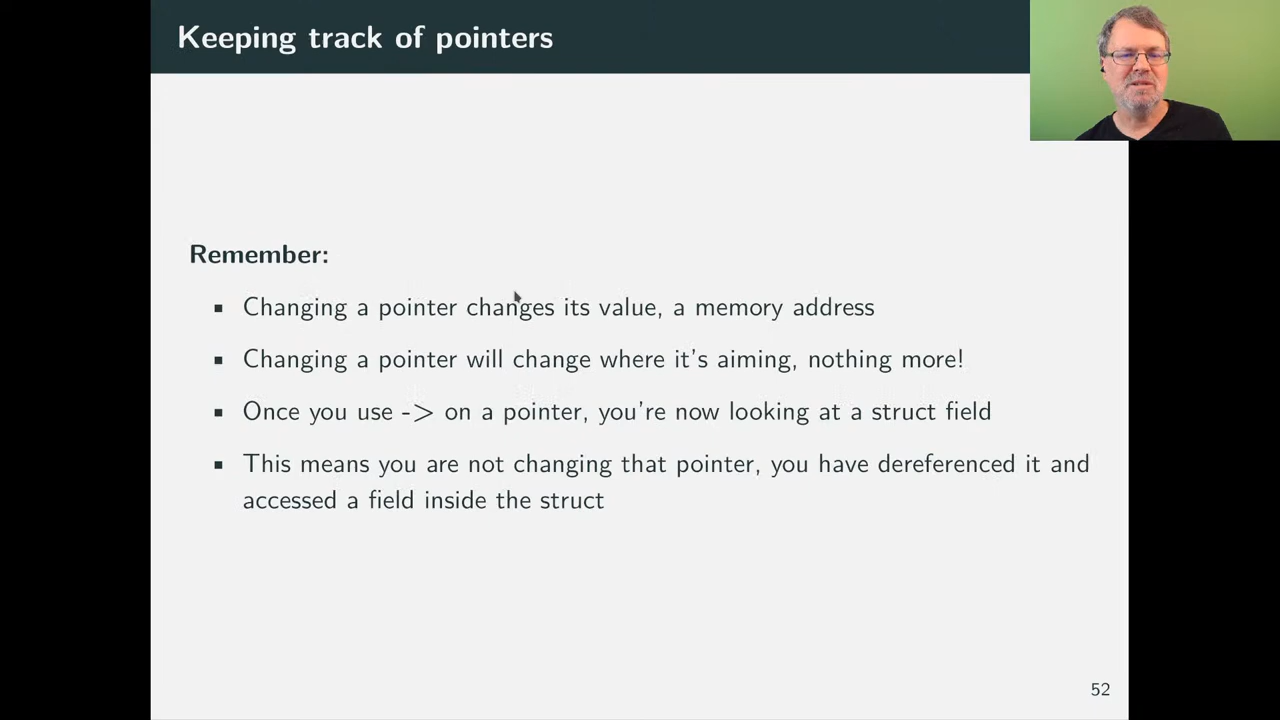 Keeping track of pointers
Remember:
Changing a pointer changes its value, a memory address
Changing a pointer will change where it's aiming, nothing more!
Once you use -> on a pointer, you're now looking at a struct field
This means you are not changing that pointer, you have dereferenced it and
accessed a field inside the struct
52